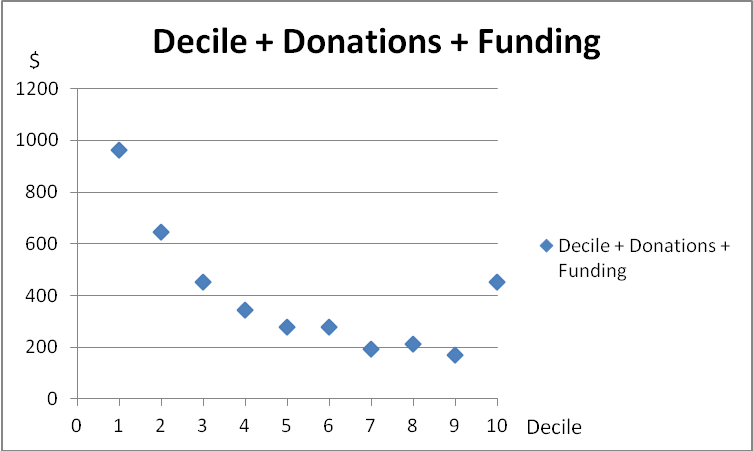 Decile + Donations + Funding
$
1200
1000
800
600
400
200
0
0 1 2 3 4 5 6 7 8 9 10 Decile
Decile + Donations +
Funding